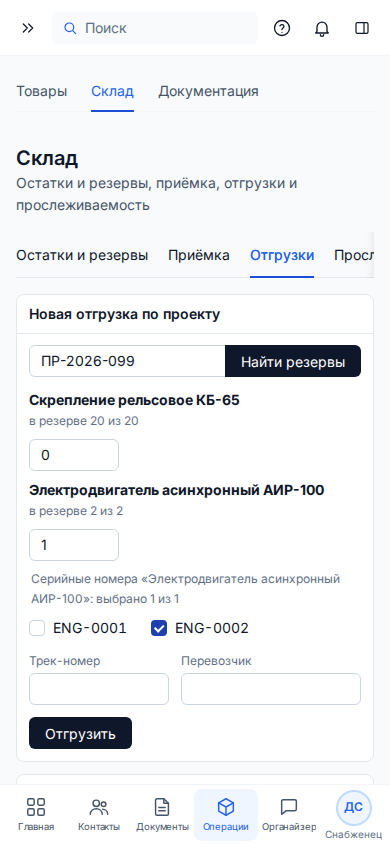 Поиск
Товары Склад Документация
Склад
Остатки и резервы, приёмка, отгрузки и
прослеживаемость
Остатки и резервы Приёмка Отгрузки Просл
Новая отгрузка по проекту
ПР-2026-099 Найти резервы
Скрепление рельсовое КБ-65
в резерве 20 из 20
0
Электродвигатель асинхронный АИР-100
в резерве 2 из 2
1
Серийные номера «Электродвигатель асинхронный
АИР-100»: выбрано 1 из 1
ENG-0001 ENG-0002
Трек-номер Перевозчик
Отгрузить
ДС
Главная Контакты Документы Операции Органайзер Снабженец